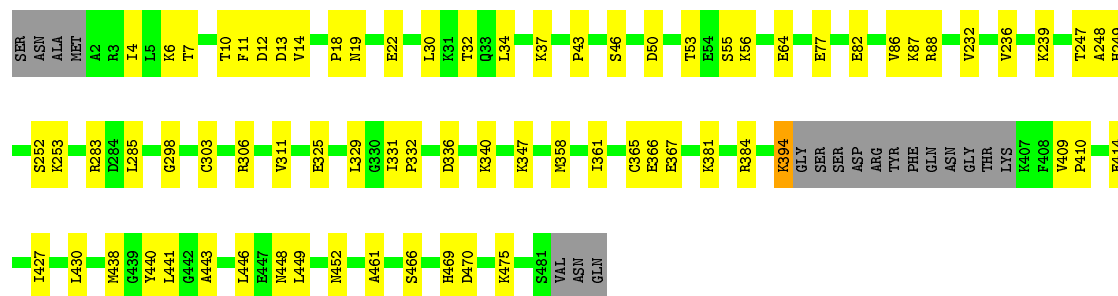 SER ASN ALA MET A2 R3 I4 L5 K6 T7 T10 F11 D12 D13 V14 P18 N19 E22 L30 K31 T32 Q33 L34 K37 P43 S46 D50 T53 E54 S55 K56 E64 E77 E82 V86 K87 R88 V232 V236 K239 T247 A248 H249
S252 K253 R283 D284 L285 G298 C303 R306 V311 E325 L329 G330 I331 P332 D336 K340 K347 M358 I361 C365 E366 E367 K381 R384 K394 GLY SER SER ASP ARG TYR PHE GLN ASN GLY THR LYS K407 F408 V409 P410
I427 L430 M438 G439 Y440 L441 G442 A443 L446 E447 N448 L449 N452 A461 S466 H469 D470 K475 S481 VAL ASN GLN